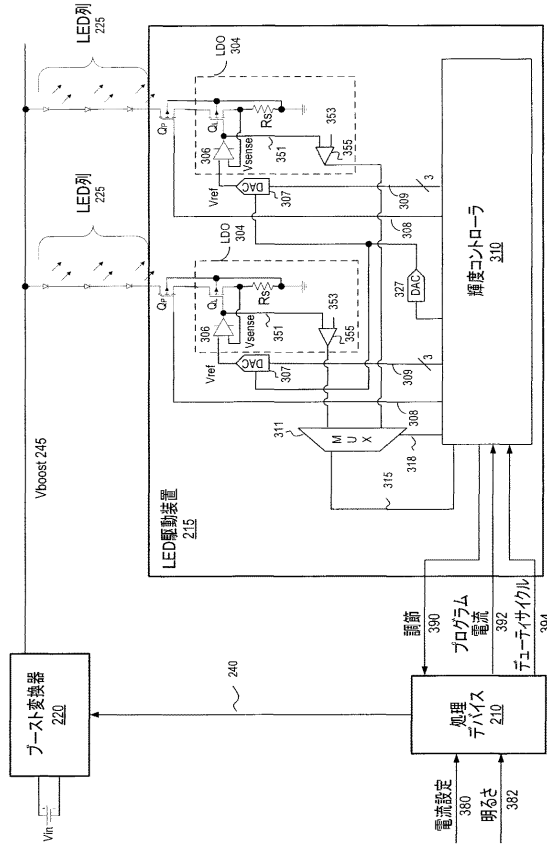 Vin
ブースト変換器
220
Vboost 245
LED列
225
LED列
225
240
LED駆動装置
215
QP
QL
LDO
304
306
Vsense
Rs
Vref
DAC
307
351
353
355
309
3
308
QP
QL
LDO
304
306
Vsense
Rs
Vref
DAC
307
351
353
355
309
3
308
311
MUX
315
318
DAC
327
輝度コントローラ
310
調節
390
プログラム
電流
392
デューティサイクル
394
処理
デバイス
210
電流設定
380
明るさ
382